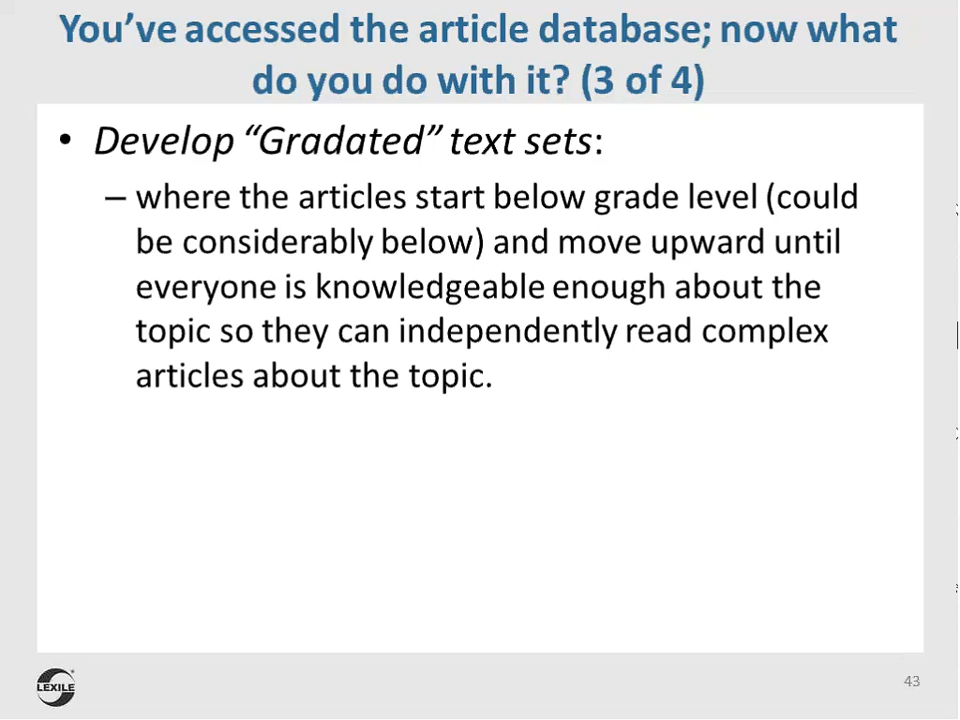 You’ve accessed the article database; now what
do you do with it? (3 of 4)
• Develop “Gradated” text sets:
– where the articles start below grade level (could
be considerably below) and move upward until
everyone is knowledgeable enough about the
topic so they can independently read complex
articles about the topic.
LEXILE
43